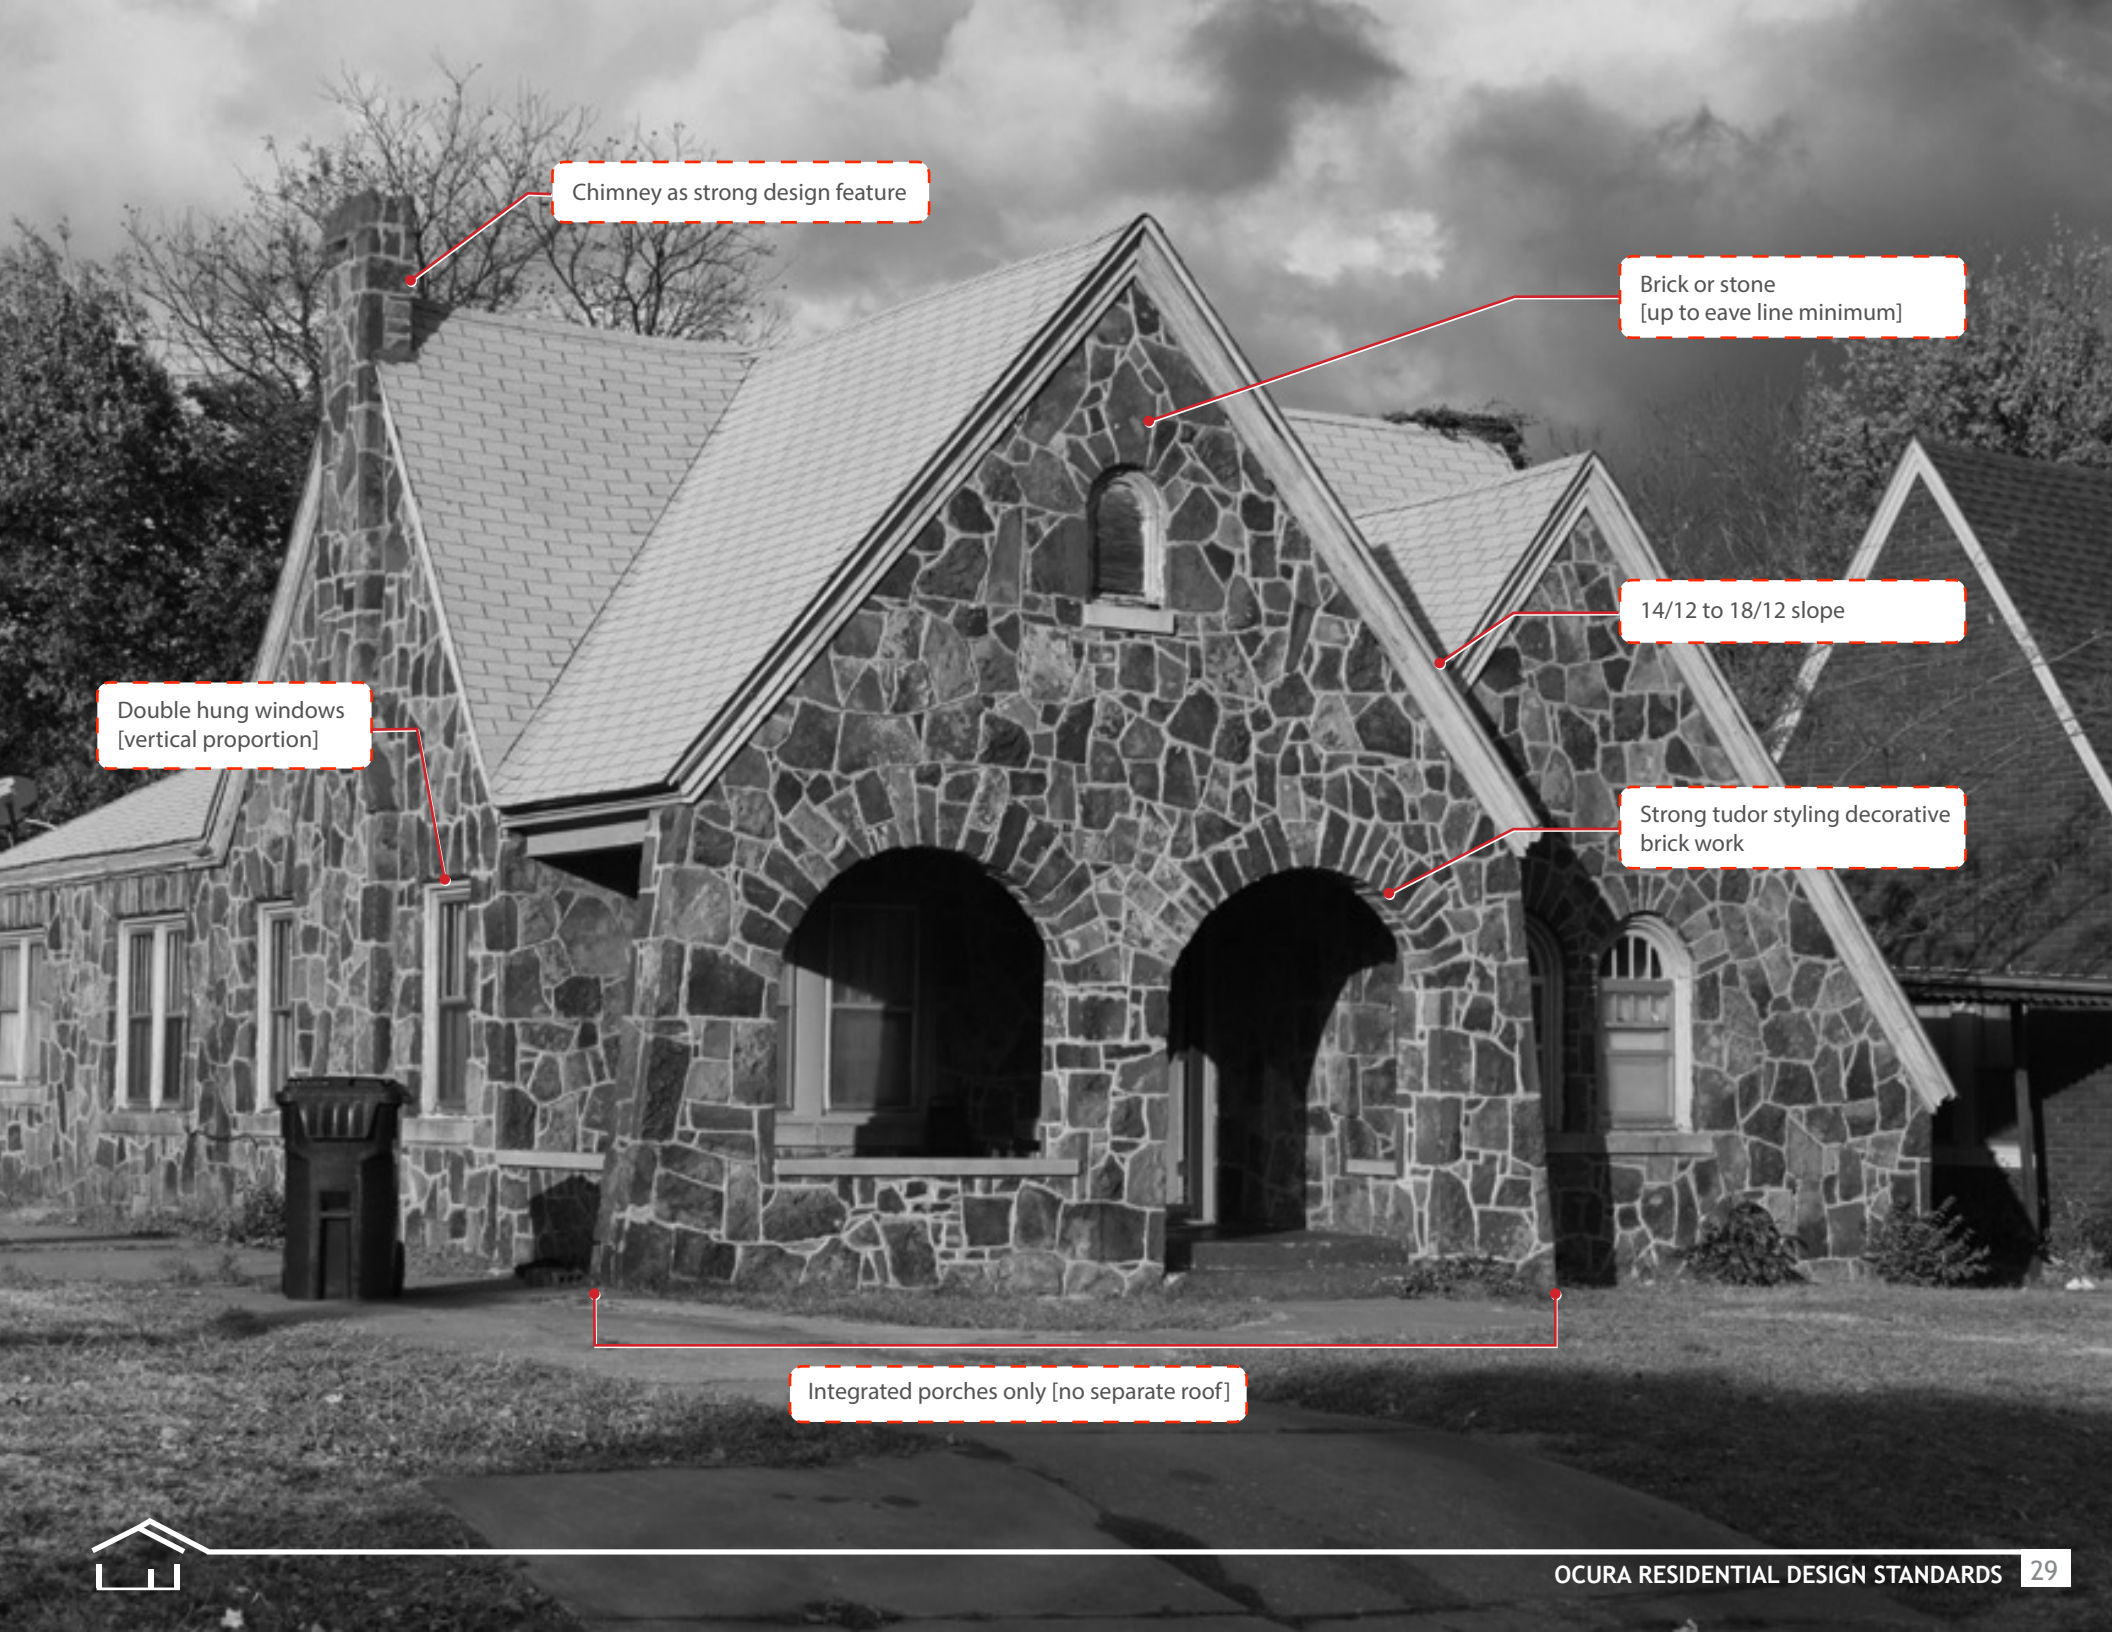 Chimney as strong design feature
Brick or stone
[up to eave line minimum]
14/12 to 18/12 slope
Double hung windows
[vertical proportion]
Strong tudor styling decorative
brick work
Integrated porches only [no separate roof]
OCURA RESIDENTIAL DESIGN STANDARDS 29